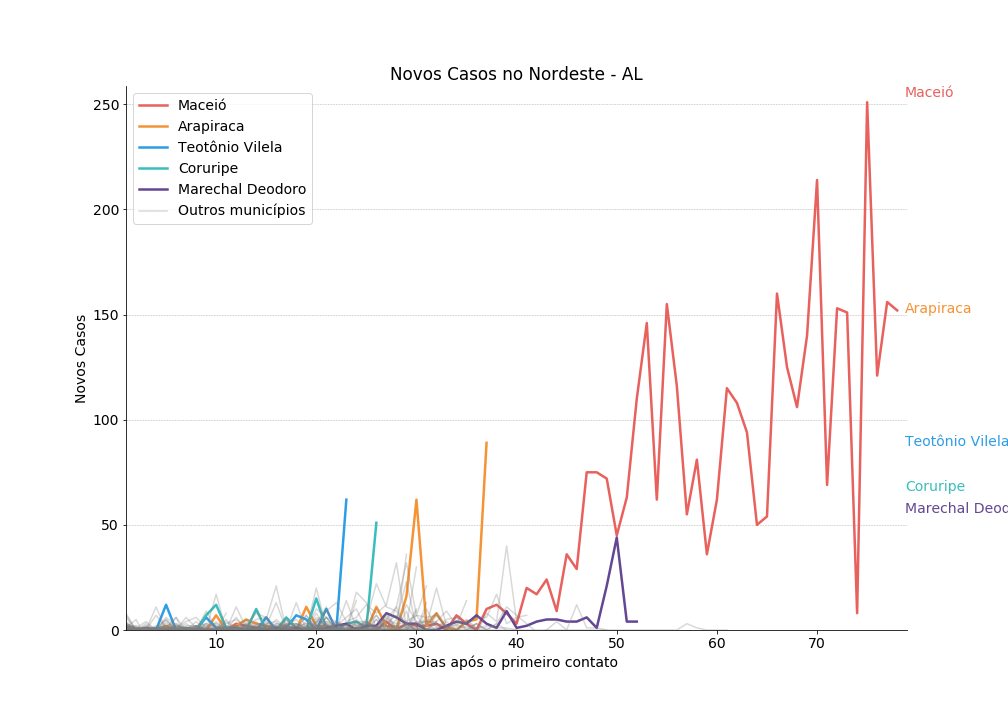 Novos Casos no Nordeste - AL
Maceió
Arapiraca
Teotônio Vilela
Coruripe
Marechal Deodoro
Outros municípios
250
200
150
100
50
0
Novos Casos
10 20 30 40 50 60 70
Dias após o primeiro contato
Maceió
Arapiraca
Teotônio Vilela
Coruripe
Marechal Deod